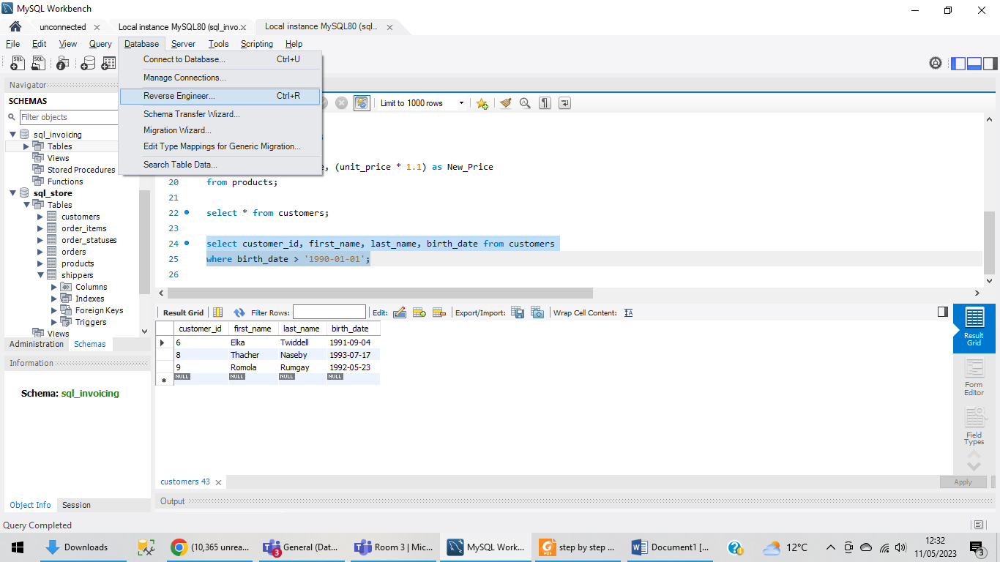 MySQL Workbench
unconnected
Local instance MySQL80 (sql_invo...
Local instance MySQL80 (sql...
File Edit View Query Database Server Tools Scripting Help
Connect to Database... Ctrl+U
Manage Connections...
Reverse Engineer... Ctrl+R
Schema Transfer Wizard...
Migration Wizard...
Edit Type Mappings for Generic Migration...
Search Table Data...
Navigator
SCHEMAS
Filter objects
sql_invoicing
Tables
Views
Stored Procedures
Functions
sql_store
Tables
customers
order_items
order_statuses
orders
products
shippers
Columns
Indexes
Foreign Keys
Triggers
Views
Administration Schemas
Information
Schema: sql_invoicing
Object Info Session
Limit to 1000 rows
, (unit_price * 1.1) as New_Price
20 from products;
21
22 select * from customers;
23
24 select customer_id, first_name, last_name, birth_date from customers
25 where birth_date > '1990-01-01';
26
Result Grid Filter Rows: Edit: Export/Import: Wrap Cell Content:
customer_id first_name last_name birth_date
6 Elka Twiddell 1991-09-04
8 Thacher Naseby 1993-07-17
9 Romola Rumgay 1992-05-23
NULL NULL NULL NULL
Result
Grid
Form
Editor
Field
Types
customers 43
Apply
Output
Query Completed
Downloads
(10,365 unrea...
General (Dat...
3
Room 3 | Mic...
MySQL Work...
step by step ...
Document1 [...
12°C
12:32
11/05/2023
3